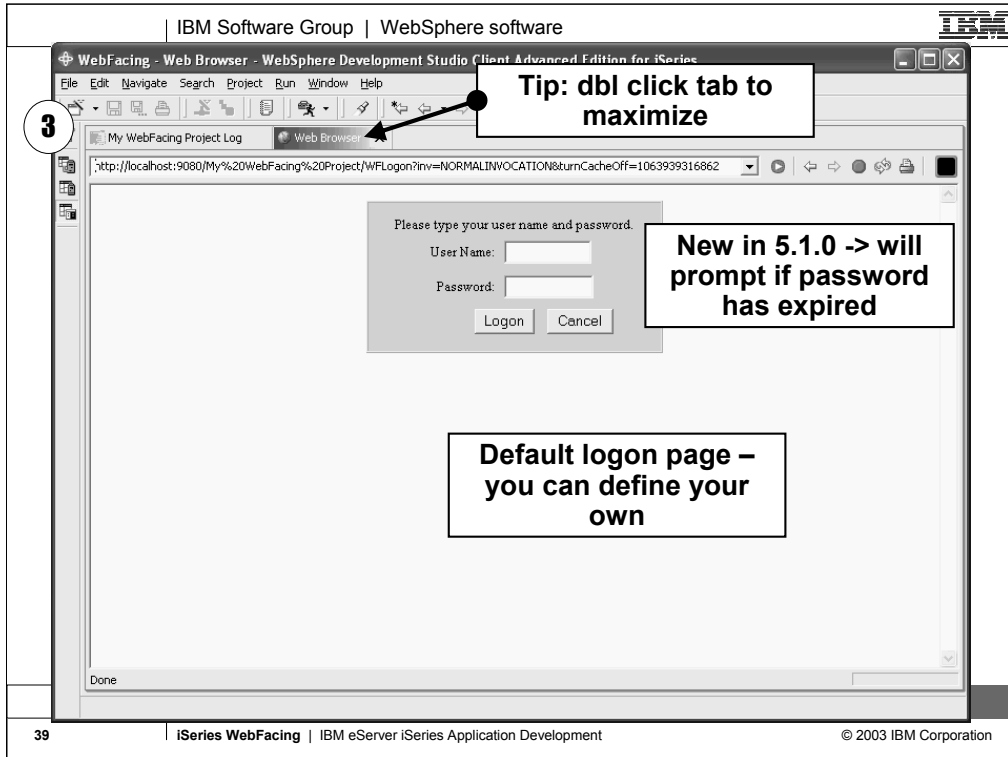 IBM Software Group | WebSphere software
IBM
WebFacing - Web Browser - WebSphere Development Studio Client Advanced Edition for iSeries
File Edit Navigate Search Project Run Window Help
Tip: dbl click tab to
maximize
3
My WebFacing Project Log
Web Browser
http://localhost:9080/My%20WebFacing%20Project/WFLogon?inv=NORMALINVOCATION&turnCacheOff=1063939316862
Please type your user name and password.
User Name:
Password:
Logon
Cancel
New in 5.1.0 -> will
prompt if password
has expired
Default logon page –
you can define your
own
Done
39
iSeries WebFacing | IBM eServer iSeries Application Development
© 2003 IBM Corporation